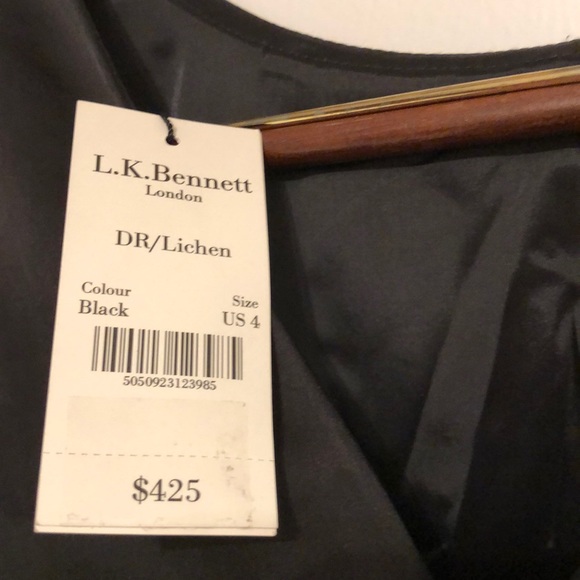 L.K.Bennett
London
DR/Lichen
Colour
Black
Size
US 4
5050923123985
$425